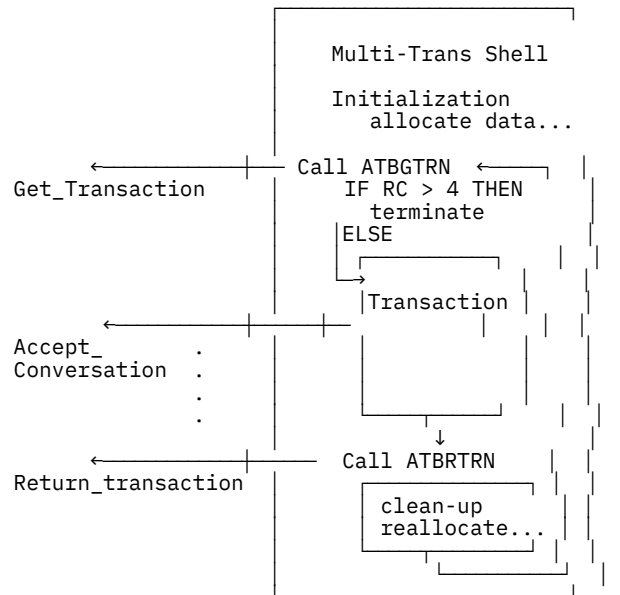 Multi-Trans Shell
Initialization
allocate data...
Call ATBGTRN
Get_Transaction
IF RC > 4 THEN
terminate
ELSE
Transaction
Accept_
Conversation
.
.
.
.
Call ATBRTRN
Return_transaction
clean-up
reallocate...